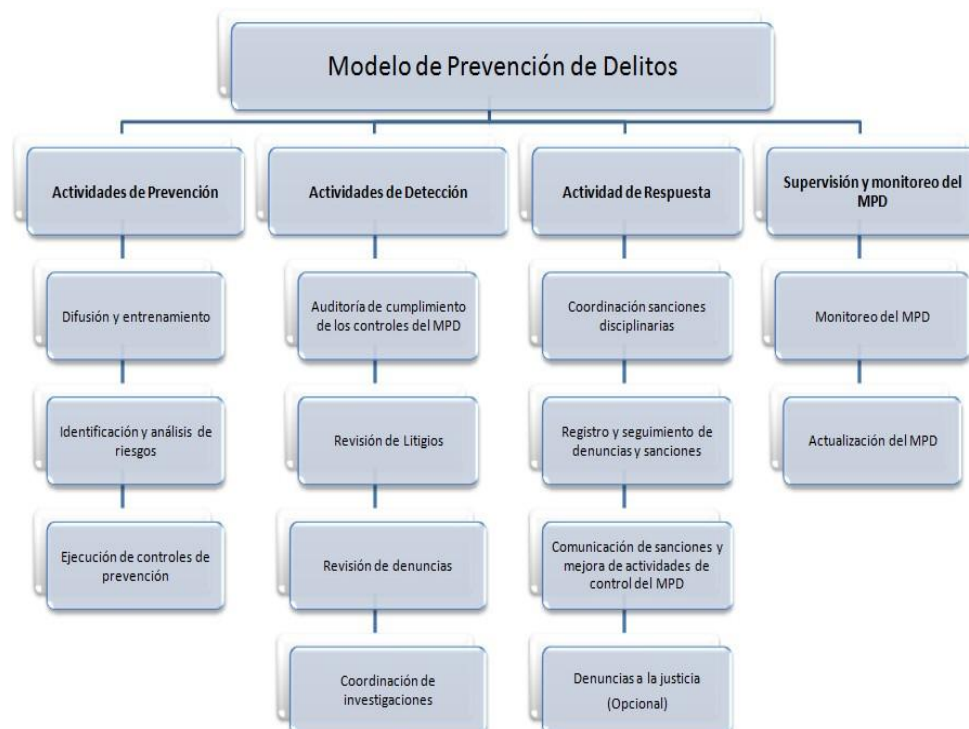 Modelo de Prevención de Delitos
Actividades de Prevención
Difusión y entrenamiento
Identificación y análisis de
riesgos
Ejecución de controles de
prevención
Actividades de Detección
Auditoría de cumplimiento
de los controles del MPD
Revisión de Litigios
Revisión de denuncias
Coordinación de
investigaciones
Actividad de Respuesta
Coordinación sanciones
disciplinarias
Registro y seguimiento de
denuncias y sanciones
Comunicación de sanciones y
mejora de actividades de
control del MPD
Denuncias a la justicia
(Opcional)
Supervisión y monitoreo del
MPD
Monitoreo del MPD
Actualización del MPD